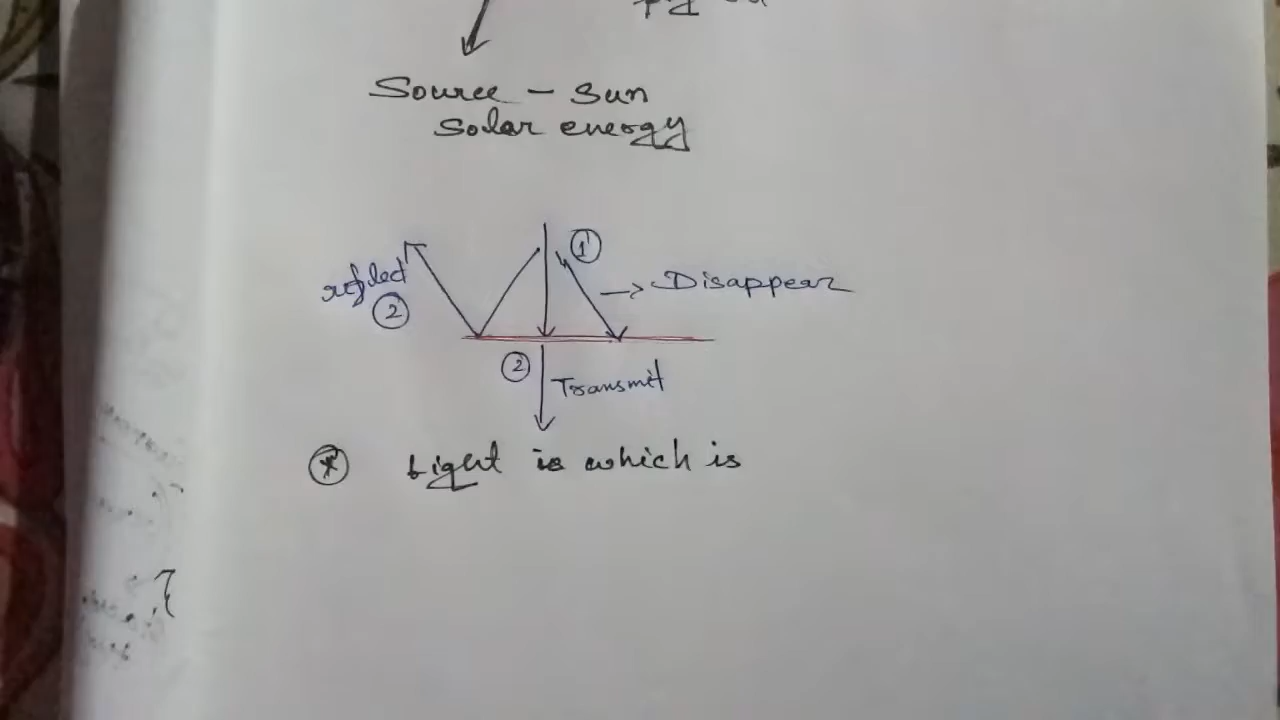 Source - Sun
Solar energy
①
reflect
→ Disappear
②
②
Transmit
Light is which is